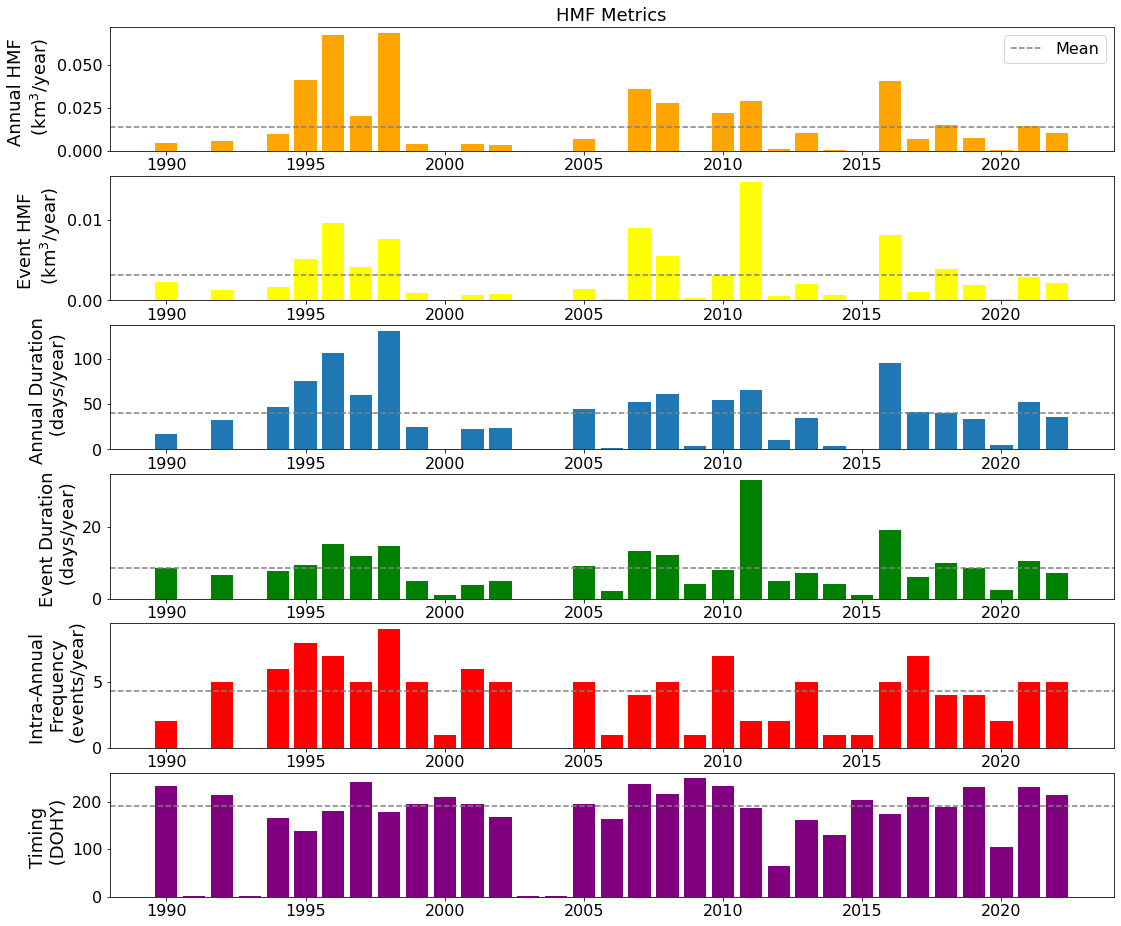 HMF Metrics
Annual HMF
(km³/year)
0.050
0.025
0.000
Mean
1990 1995 2000 2005 2010 2015 2020
Event HMF
(km³/year)
0.01
0.00
1990 1995 2000 2005 2010 2015 2020
Annual Duration
(days/year)
100
50
0
1990 1995 2000 2005 2010 2015 2020
Event Duration
(days/year)
20
0
1990 1995 2000 2005 2010 2015 2020
Intra-Annual
Frequency
(events/year)
5
0
1990 1995 2000 2005 2010 2015 2020
Timing
(DOHY)
200
100
0
1990 1995 2000 2005 2010 2015 2020